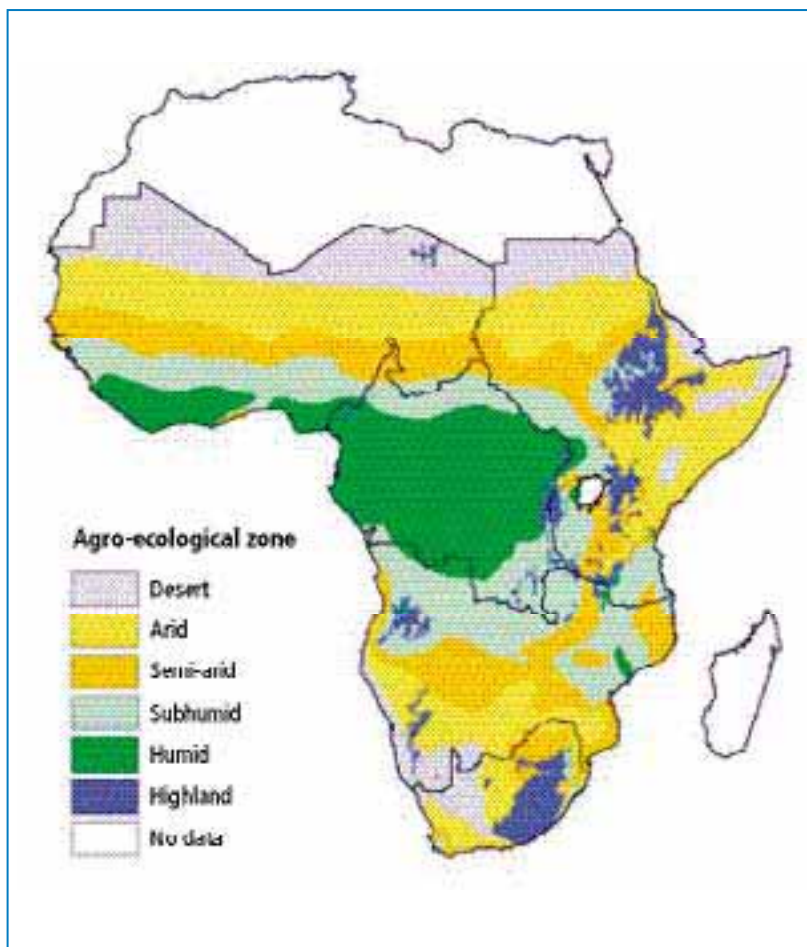 Agro-ecological zone
Desert
Arid
Semi-arid
Subhumid
Humid
Highland
No data